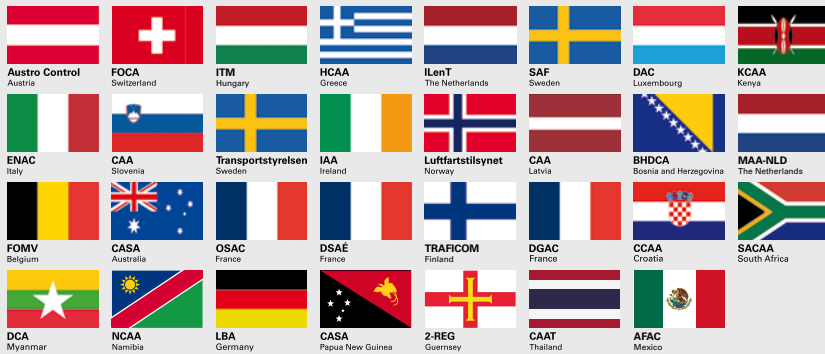 Austro Control
Austria
FOCA
Switzerland
ITM
Hungary
HCAA
Greece
ILenT
The Netherlands
SAF
Sweden
DAC
Luxembourg
KCAA
Kenya
ENAC
Italy
CAA
Slovenia
Transportstyrelsen
Sweden
IAA
Ireland
Luftfartstilsynet
Norway
CAA
Latvia
BHDCA
Bosnia and Herzegovina
MAA-NLD
The Netherlands
FOMV
Belgium
CASA
Australia
OSAC
France
DSAÉ
France
TRAFICOM
Finland
DGAC
France
CCAA
Croatia
SACAA
South Africa
DCA
Myanmar
NCAA
Namibia
LBA
Germany
CASA
Papua New Guinea
2-REG
Guernsey
CAAT
Thailand
AFAC
Mexico